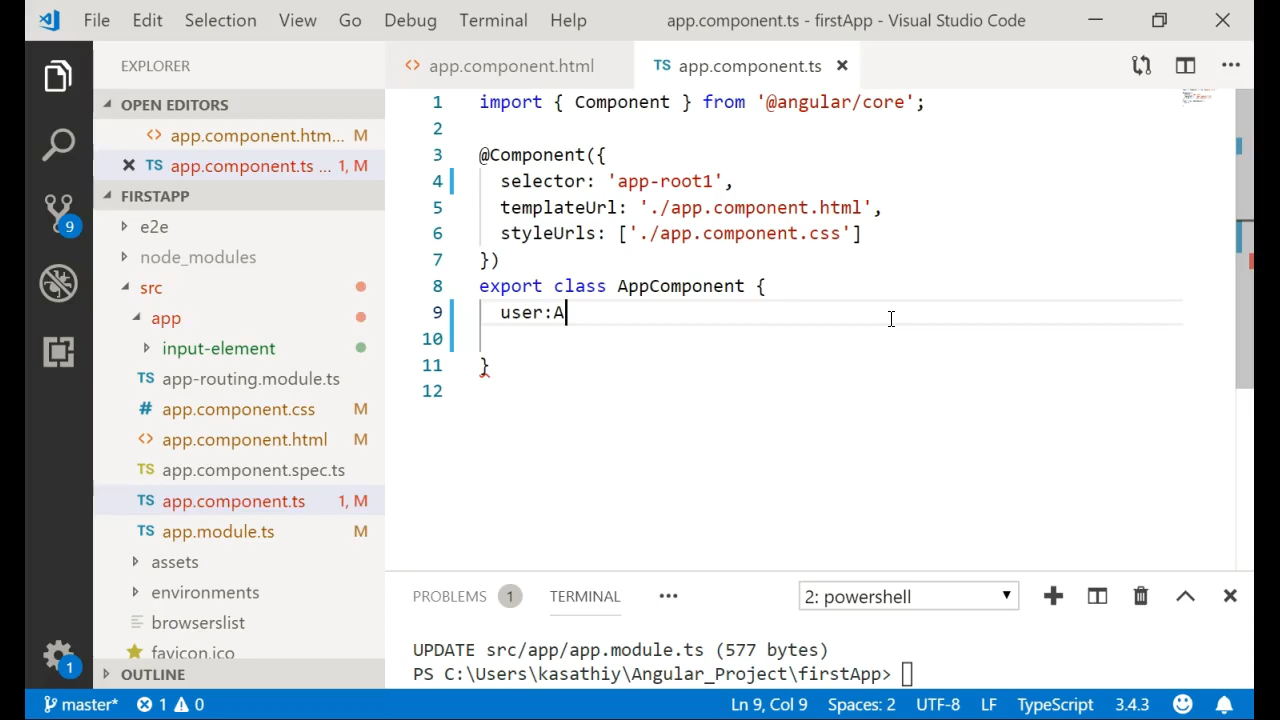 File Edit Selection View Go Debug Terminal Help app.component.ts - firstApp - Visual Studio Code
EXPLORER
OPEN EDITORS
app.component.htm... M
TS app.component.ts ... 1, M
FIRSTAPP
e2e
node_modules
src
app
input-element
TS app-routing.module.ts
# app.component.css M
<> app.component.html M
TS app.component.spec.ts
TS app.component.ts 1, M
TS app.module.ts M
assets
environments
browserslist
favicon.ico
OUTLINE
9
1
<> app.component.html TS app.component.ts
1 import { Component } from '@angular/core';
2
3 @Component({
4 selector: 'app-root1',
5 templateUrl: './app.component.html',
6 styleUrls: ['./app.component.css']
7 })
8 export class AppComponent {
9 user:A
10
11 }
12
PROBLEMS 1 TERMINAL ••• 2: powershell
UPDATE src/app/app.module.ts (577 bytes)
PS C:\Users\kasathiy\Angular_Project\firstApp>
master* 1 0 Ln 9, Col 9 Spaces: 2 UTF-8 LF TypeScript 3.4.3